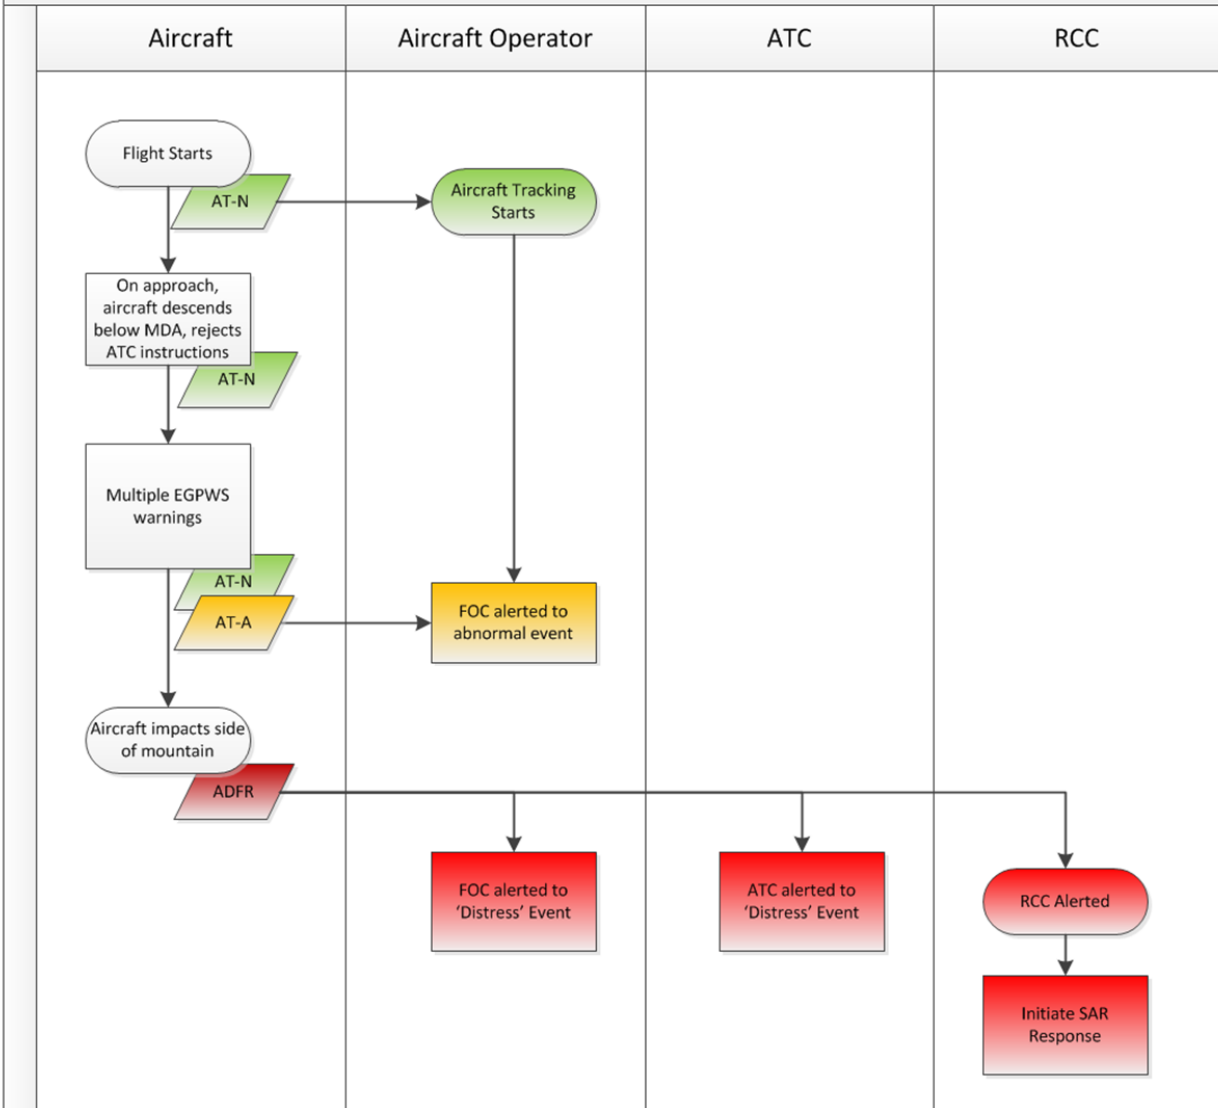 Aircraft
Aircraft Operator
ATC
RCC
Flight Starts
AT-N
Aircraft Tracking
Starts
On approach,
aircraft descends
below MDA, rejects
ATC instructions
AT-N
Multiple EGPWS
warnings
AT-N
AT-A
FOC alerted to
abnormal event
Aircraft impacts side
of mountain
ADFR
FOC alerted to
‘Distress’ Event
ATC alerted to
‘Distress’ Event
RCC Alerted
Initiate SAR
Response